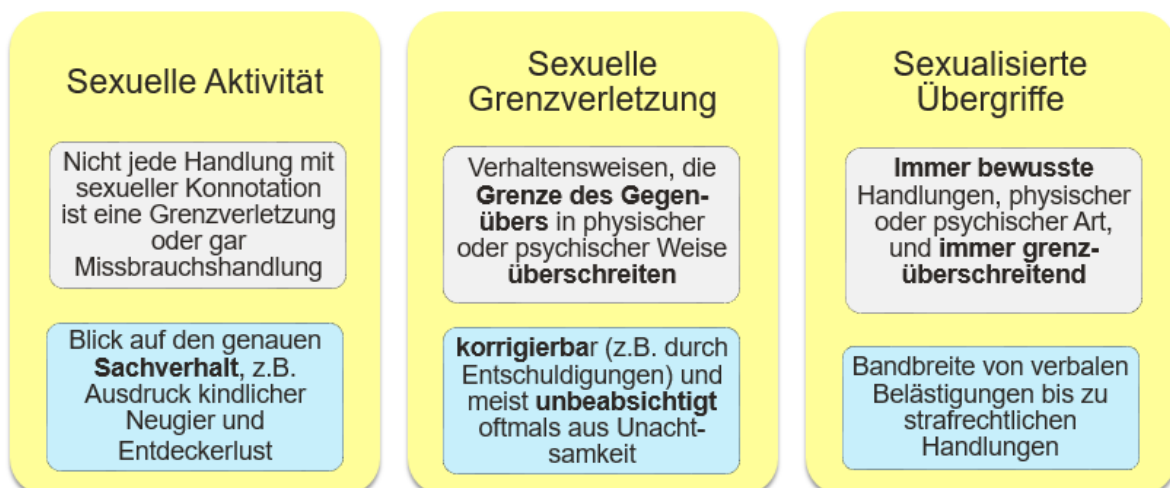 Sexuelle Aktivität
Nicht jede Handlung mit
sexueller Konnotation
ist eine Grenzverletzung
oder gar
Missbrauchshandlung
Blick auf den genauen
Sachverhalt, z.B.
Ausdruck kindlicher
Neugier und
Entdeckerlust
Sexuelle
Grenzverletzung
Verhaltensweisen, die
Grenze des Gegen-
übers in physischer
oder psychischer Weise
überschreiten
korrigierbar (z.B. durch
Entschuldigungen) und
meist unbeabsichtigt
oftmals aus Unacht-
samkeit
Sexualisierte
Übergriffe
Immer bewusste
Handlungen, physischer
oder psychischer Art,
und immer grenz-
überschreitend
Bandbreite von verbalen
Belästigungen bis zu
strafrechtlichen
Handlungen